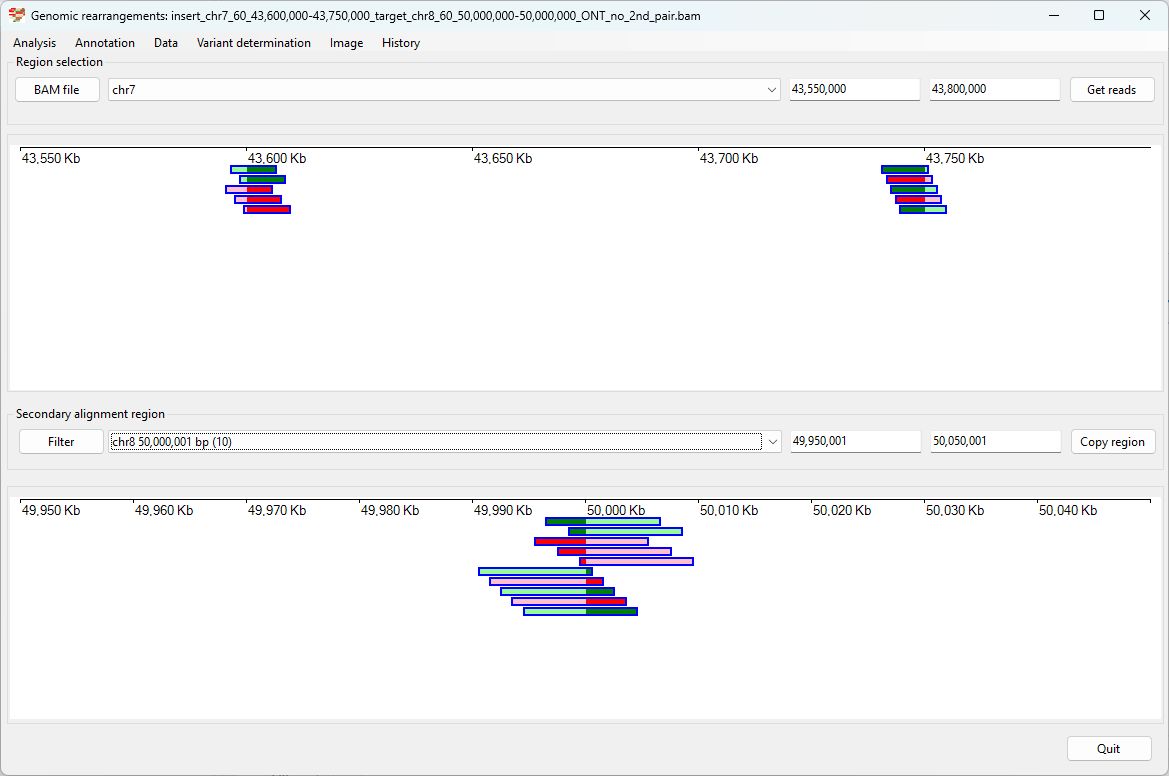 Genomic rearrangements: insert_chr7_60_43,600,000-43,750,000_target_chr8_60_50,000,000-50,000,000_ONT_no_2nd_pair.bam
Analysis Annotation Data Variant determination Image History
Region selection
BAM file chr7 43,550,000 43,800,000 Get reads
43,550 Kb 43,600 Kb 43,650 Kb 43,700 Kb 43,750 Kb
Secondary alignment region
Filter chr8 50,000,001 bp (10) 49,950,001 50,050,001 Copy region
49,950 Kb 49,960 Kb 49,970 Kb 49,980 Kb 49,990 Kb 50,000 Kb 50,010 Kb 50,020 Kb 50,030 Kb 50,040 Kb
Quit